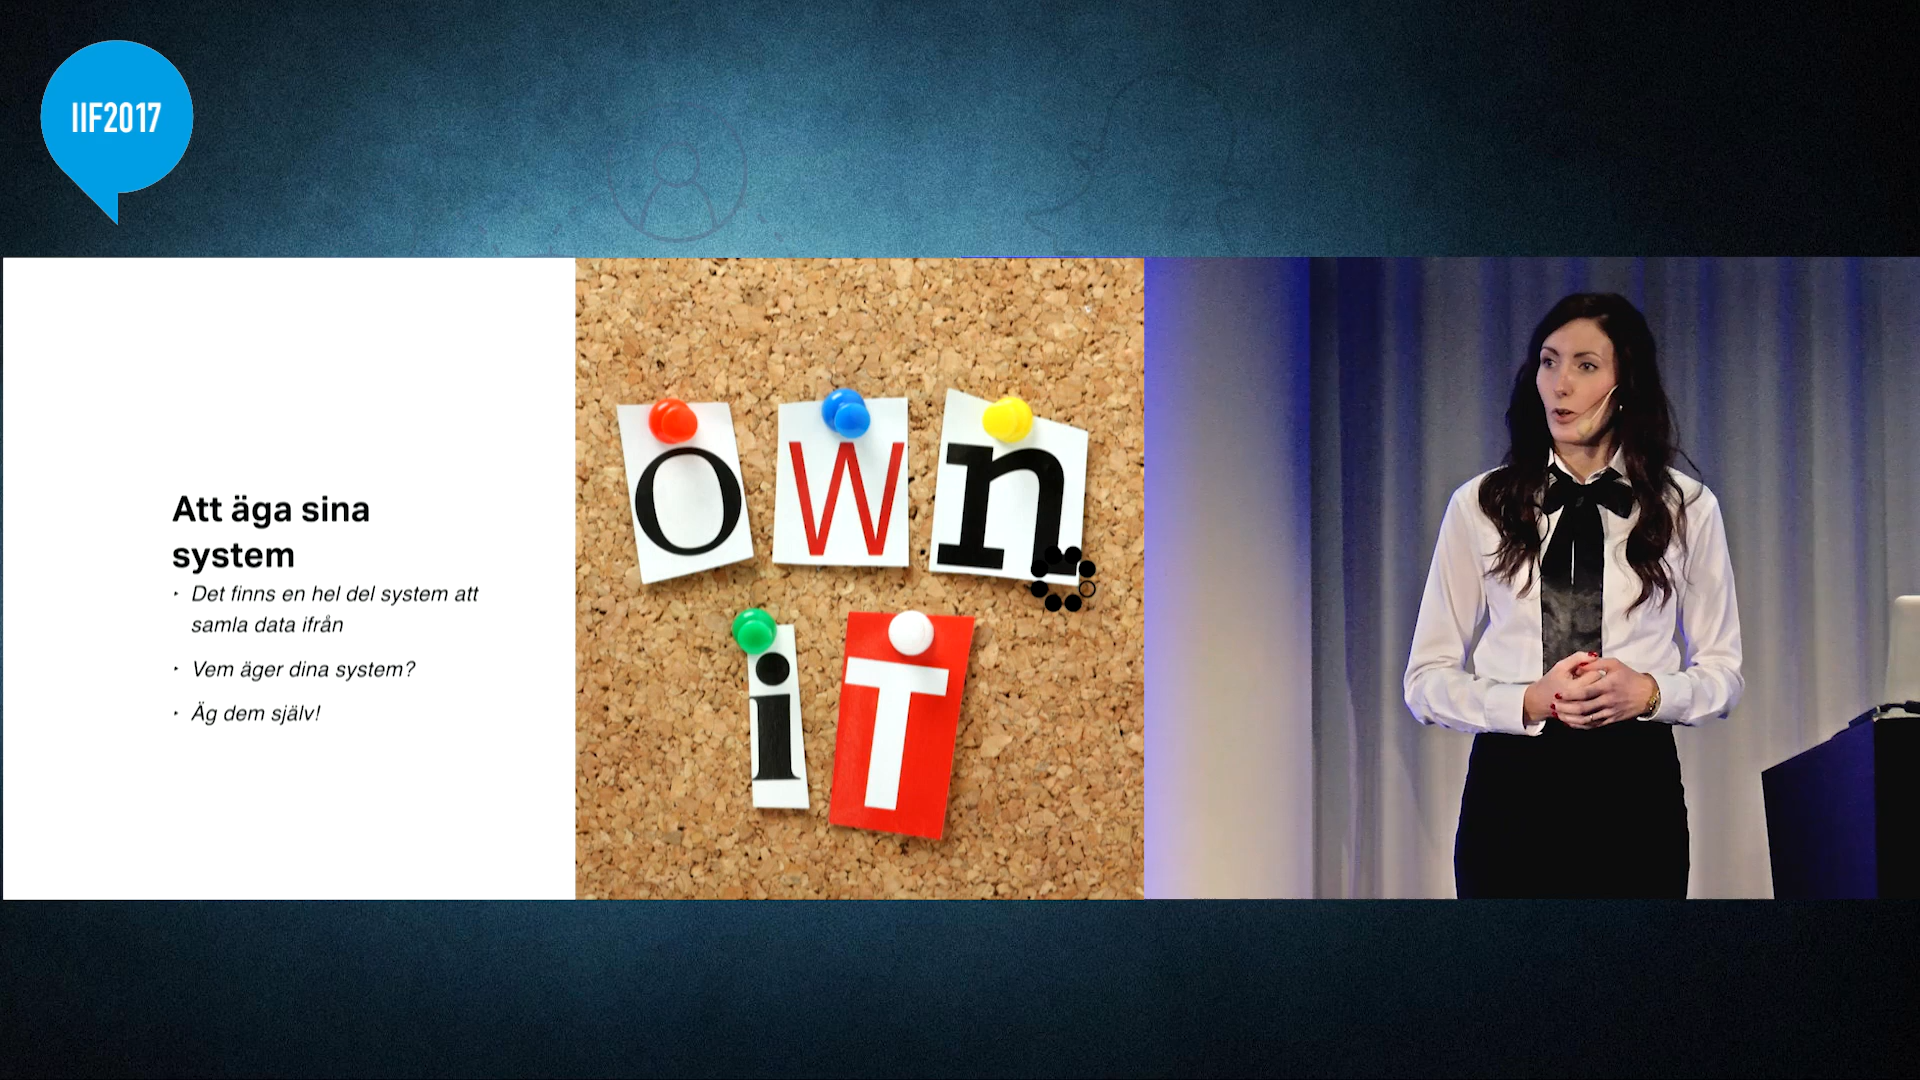 IIF2017
Att äga sina
system
‣ Det finns en hel del system att
samla data ifrån
‣ Vem äger dina system?
‣ Äg dem själv!
own
iT